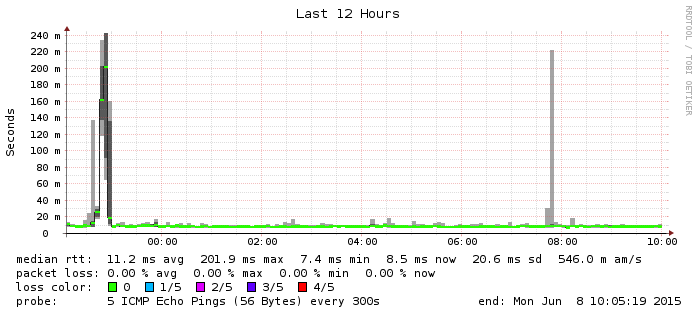 Last 12 Hours
RRDTOOL / TOBI OETIKER
Seconds
240 m
220 m
200 m
180 m
160 m
140 m
120 m
100 m
80 m
60 m
40 m
20 m
0
00:00 02:00 04:00 06:00 08:00 10:00
median rtt: 11.2 ms avg 201.9 ms max 7.4 ms min 8.5 ms now 20.6 ms sd 546.0 m am/s
packet loss: 0.00 % avg 0.00 % max 0.00 % min 0.00 % now
loss color: 0 1/5 2/5 3/5 4/5
probe: 5 ICMP Echo Pings (56 Bytes) every 300s end: Mon Jun 8 10:05:19 2015